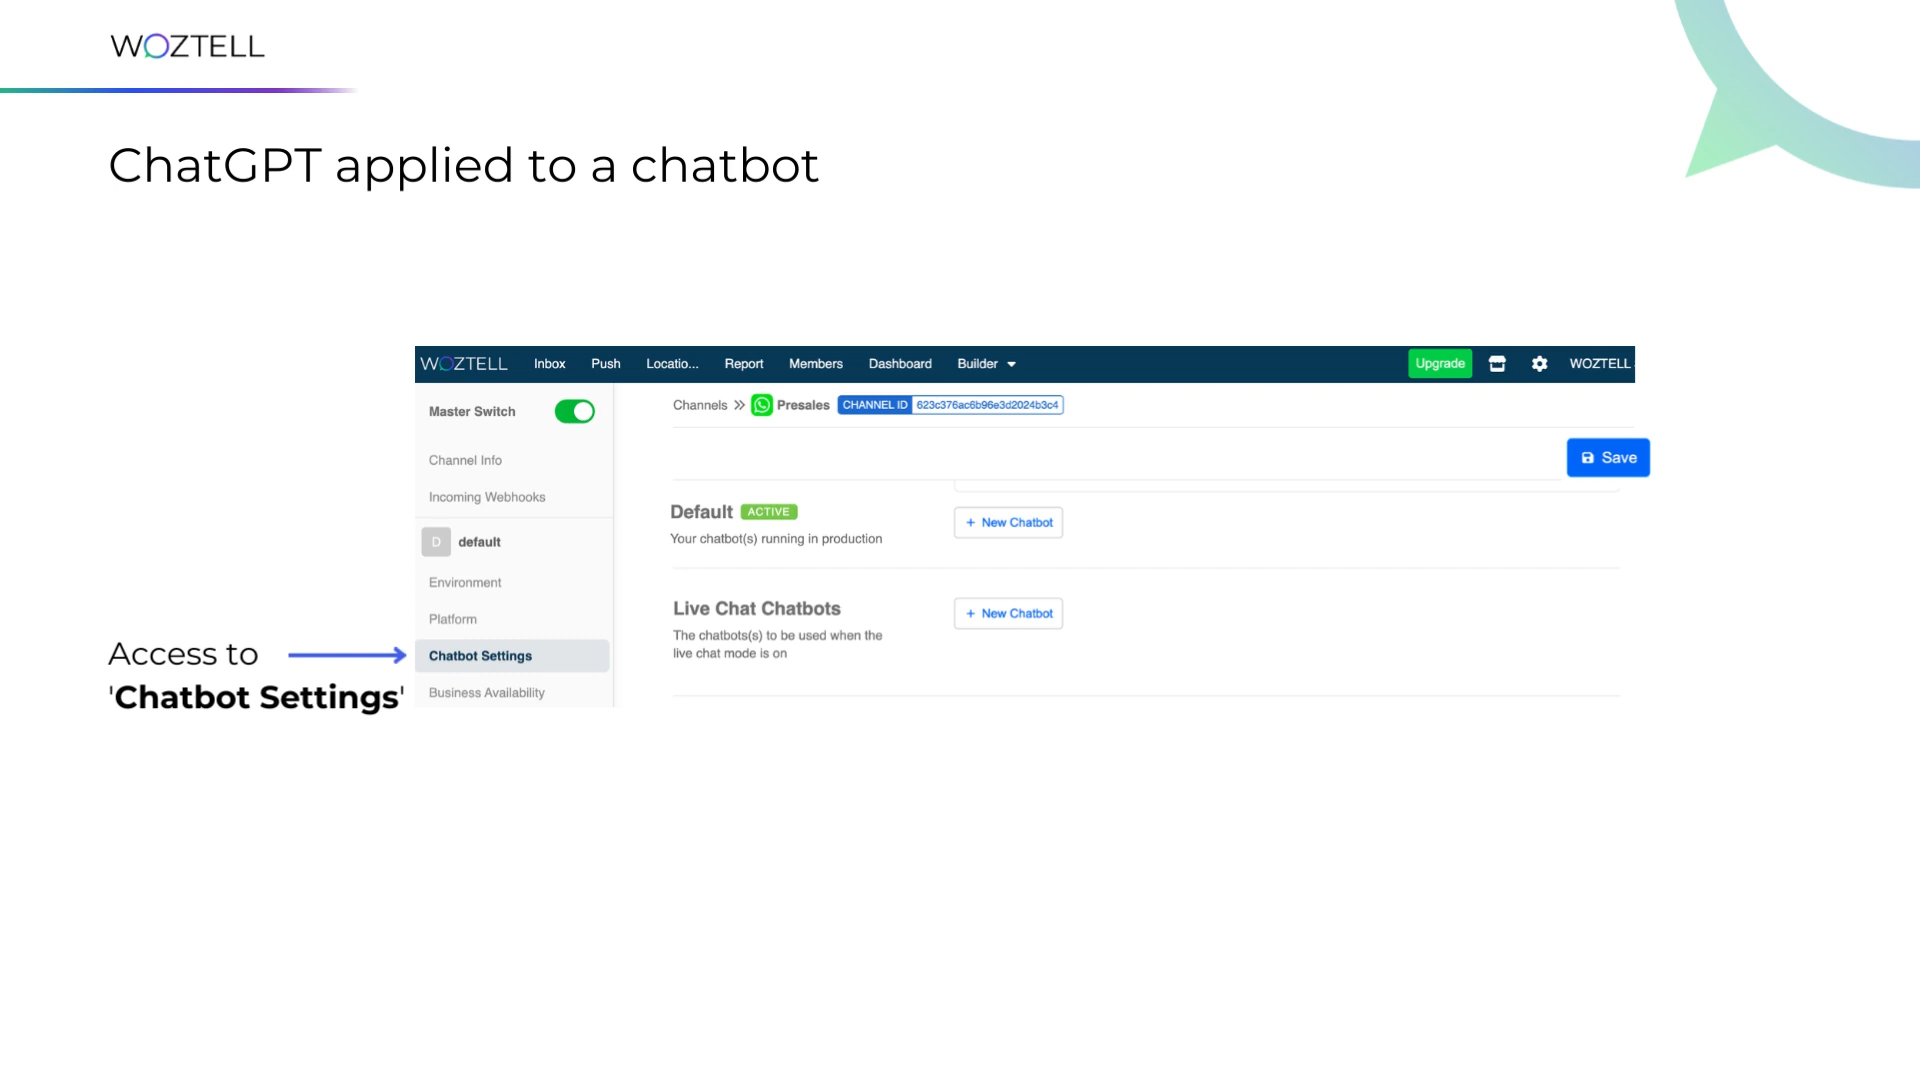 WOZTELL
ChatGPT applied to a chatbot
WOZTELL Inbox Push Locatio... Report Members Dashboard Builder Upgrade WOZTELL
Master Switch
Channels Presales CHANNEL ID 623c376ac6b96e3d2024b3c4
Channel Info
Save
Incoming Webhooks
Default ACTIVE
+ New Chatbot
Your chatbot(s) running in production
D default
Environment
Live Chat Chatbots
+ New Chatbot
Platform
The chatbots(s) to be used when the
live chat mode is on
Access to
'Chatbot Settings'
Chatbot Settings
Business Availability